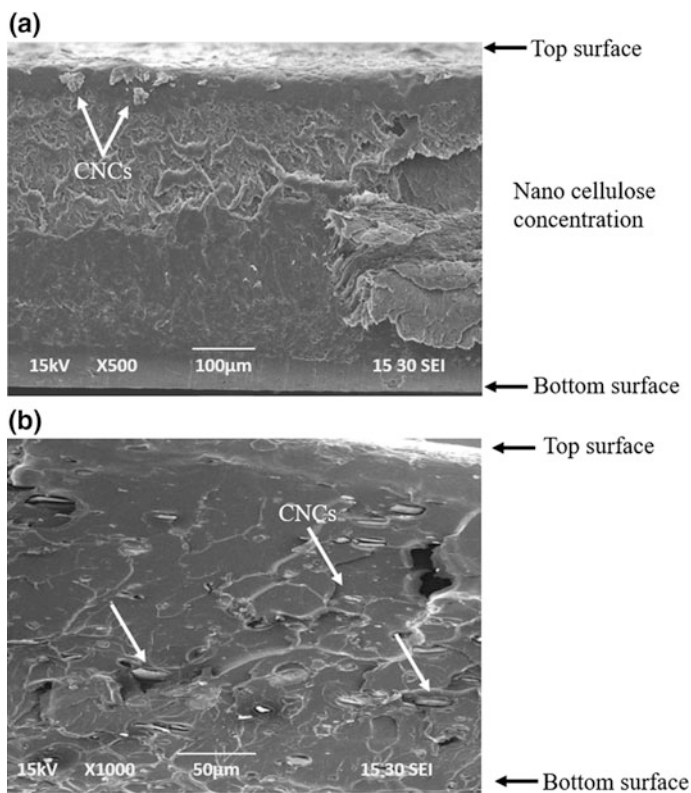 (a)
Top surface
CNCs
Nano cellulose
concentration
15kV X500 100µm 15 30 SEI
Bottom surface
(b)
Top surface
CNCs
15kV X1000 50µm 15 30 SEI
Bottom surface